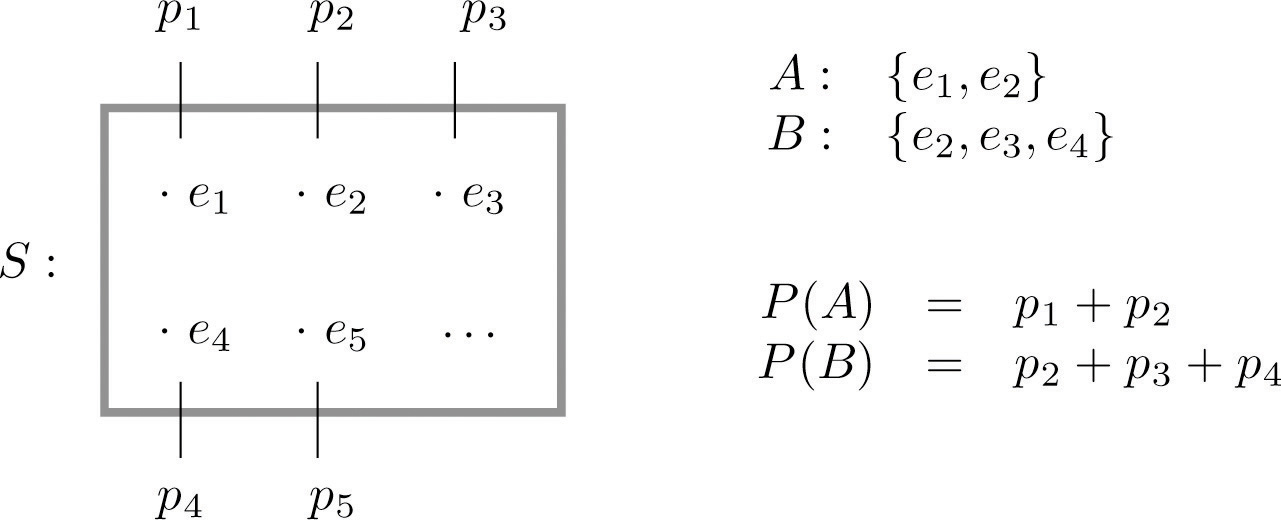 p₁ p₂ p₃
A : {e₁, e₂}
B : {e₂, e₃, e₄}
· e₁ · e₂ · e₃
S :
P(A) = p₁ + p₂
· e₄ · e₅ ...
P(B) = p₂ + p₃ + p₄
p₄ p₅